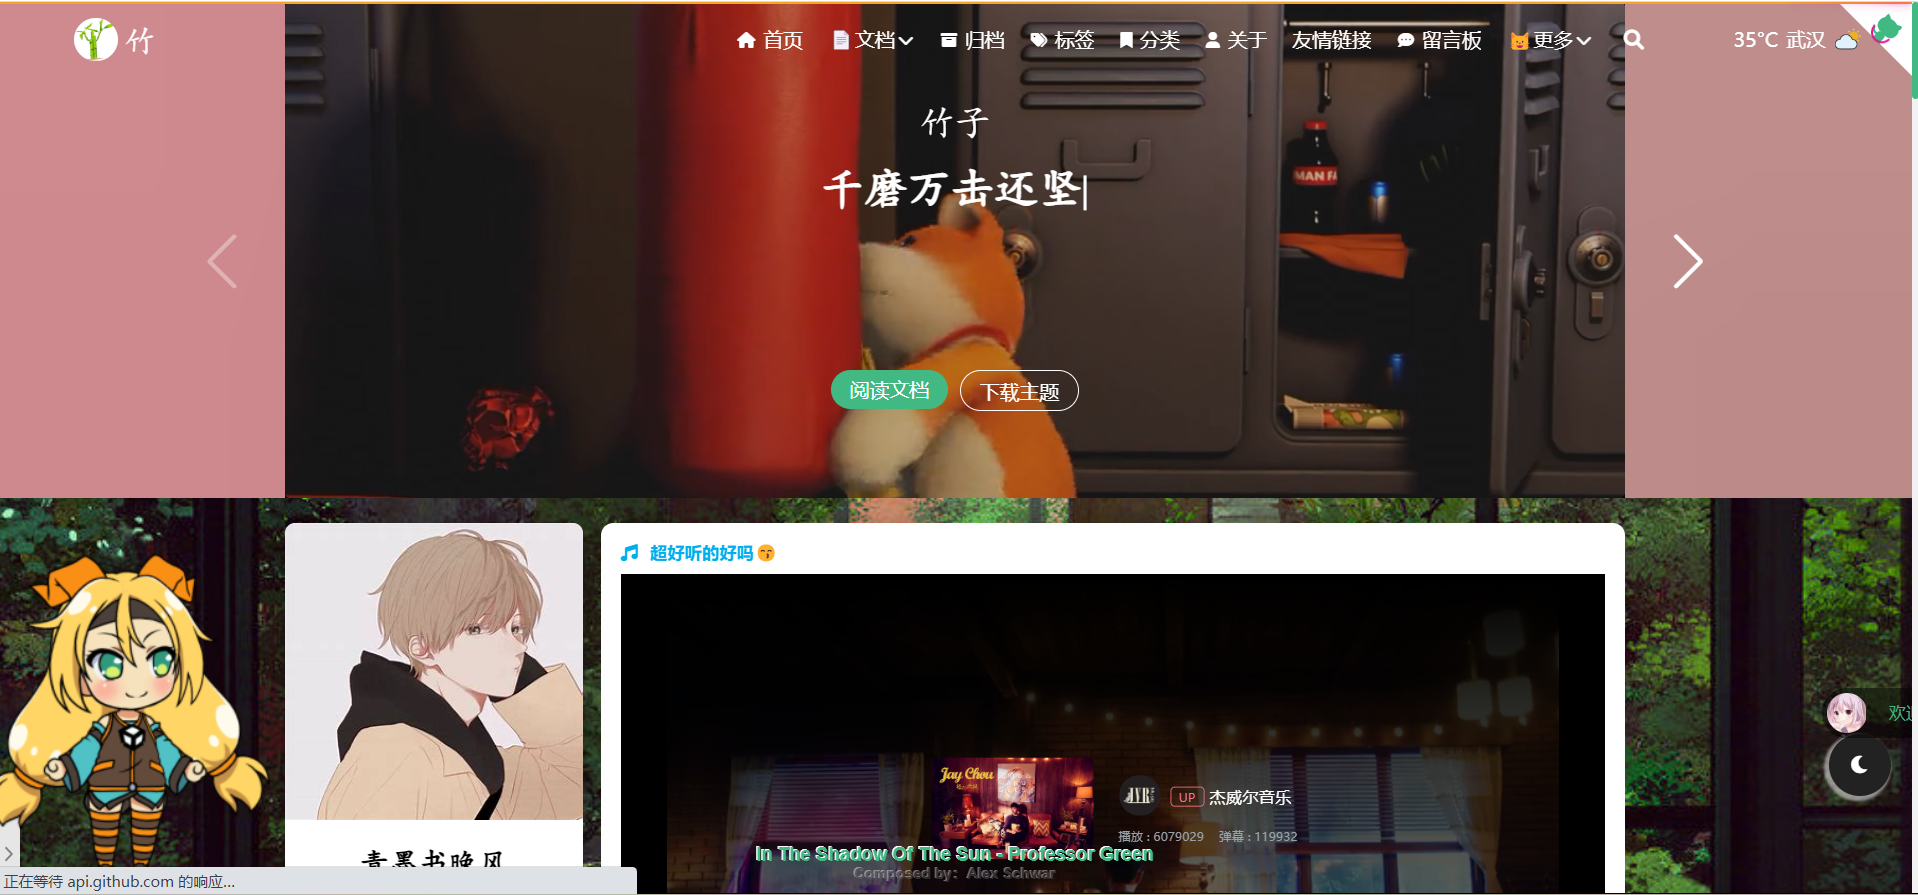 竹
首页
文档
归档
标签
分类
关于
友情链接
留言板
更多
35°C 武汉
竹子
千磨万击还坚|
MAN FA
阅读文档
下载主题
超好听的好吗
Jay Chou
UP 杰威尔音乐
播放 : 6079029 弹幕 : 119932
In The Shadow Of The Sun - Professor Green
Composed by： Alex Schwar
欢迎
青墨书晚风
正在等待 api.github.com 的响应...